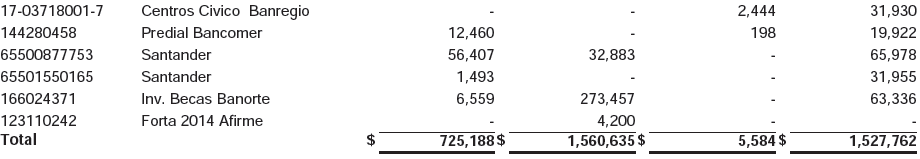 17-03718001-7 Centros Civico Banregio - - 2,444 31,930
144280458 Predial Bancomer 12,460 - 198 19,922
65500877753 Santander 56,407 32,883 - 65,978
65501550165 Santander 1,493 - - 31,955
166024371 Inv. Becas Banorte 6,559 273,457 - 63,336
123110242 Forta 2014 Afirme - 4,200 - -
Total $ 725,188 $ 1,560,635 $ 5,584 $ 1,527,762